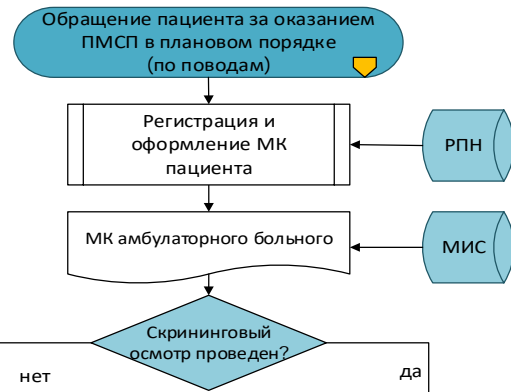 Обращение пациента за оказанием
ПМСП в плановом порядке
(по поводам)
Регистрация и
оформление МК
пациента
РПН
МК амбулаторного больного
МИС
Скрининговый
осмотр проведен?
нет
да